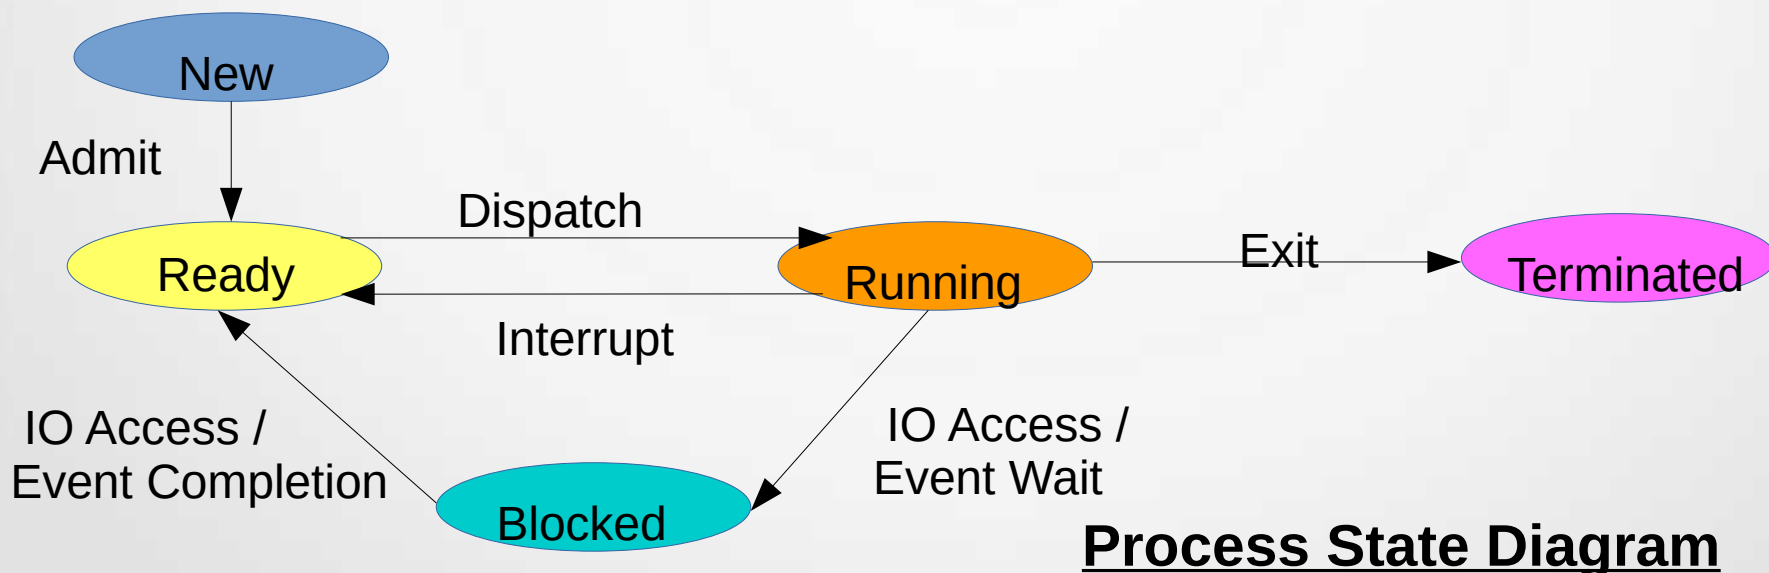 New
Admit
Dispatch
Ready
Running
Exit
Terminated
Interrupt
IO Access /
Event Completion
IO Access /
Event Wait
Blocked
Process State Diagram